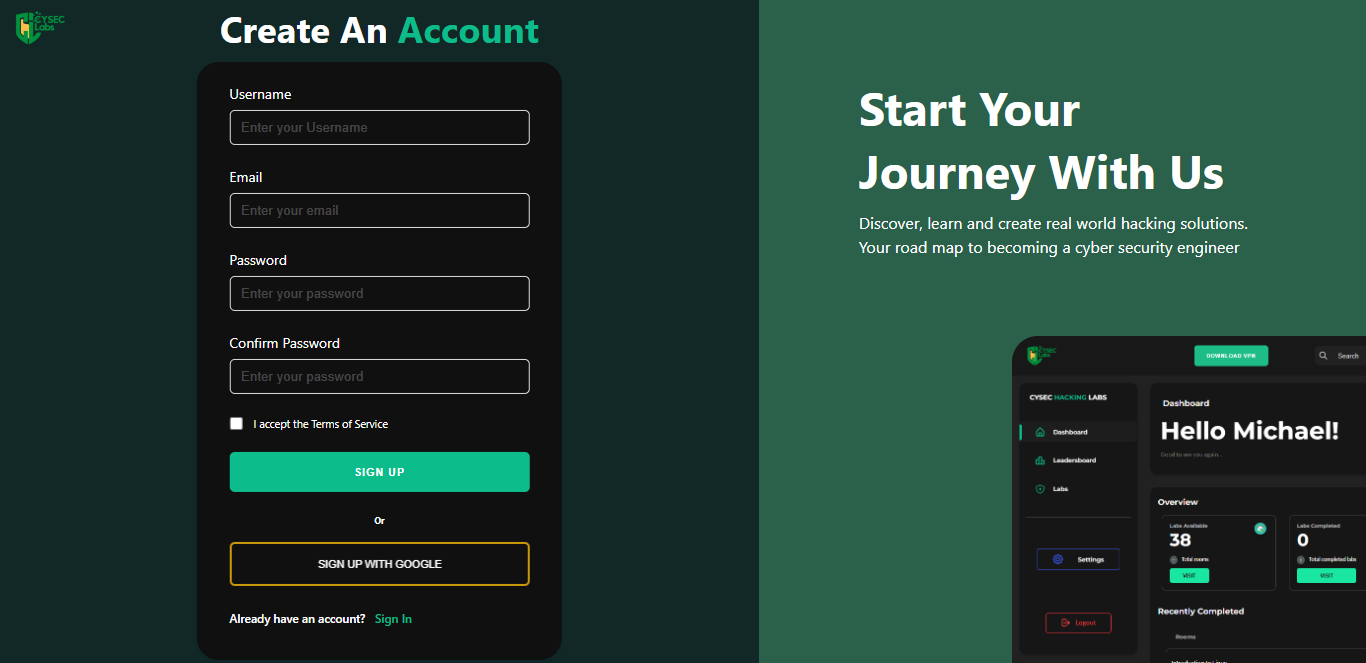 CYSEC
Labs
Create An Account
Username
Enter your Username
Email
Enter your email
Password
Enter your password
Confirm Password
Enter your password
I accept the Terms of Service
SIGN UP
Or
SIGN UP WITH GOOGLE
Already have an account? Sign In
Start Your
Journey With Us
Discover, learn and create real world hacking solutions.
Your road map to becoming a cyber security engineer
CYSEC
Labs
DOWNLOAD VPN
Search
CYSEC HACKING LABS
Dashboard
Leadersboard
Labs
Settings
Logout
Dashboard
Hello Michael!
Good to see you again..
Overview
Labs Available
38
Total rooms
VISIT
Labs Completed
0
Total completed labs
VISIT
Recently Completed
Rooms